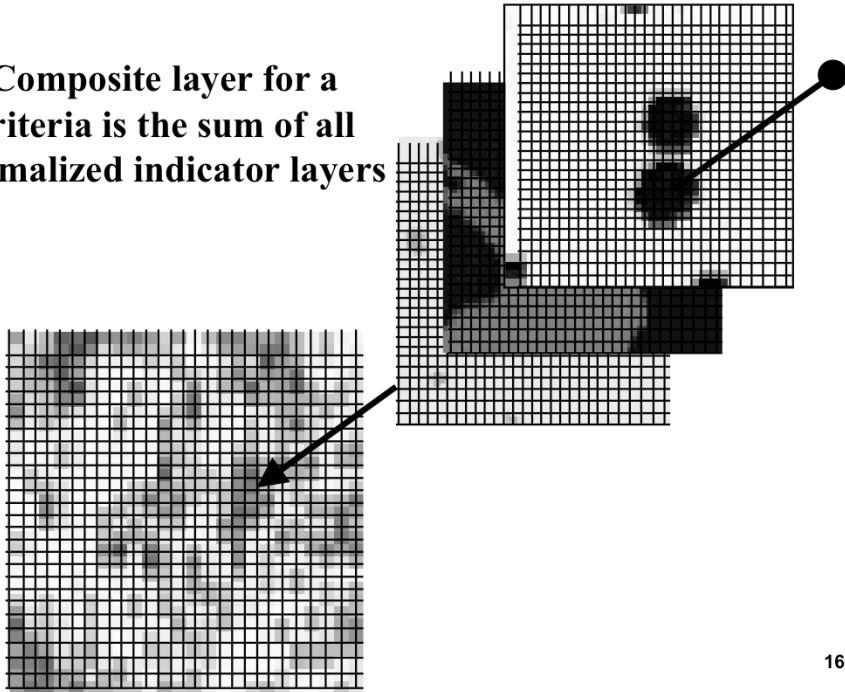 Composite layer for a
riteria is the sum of all
malized indicator layers
16